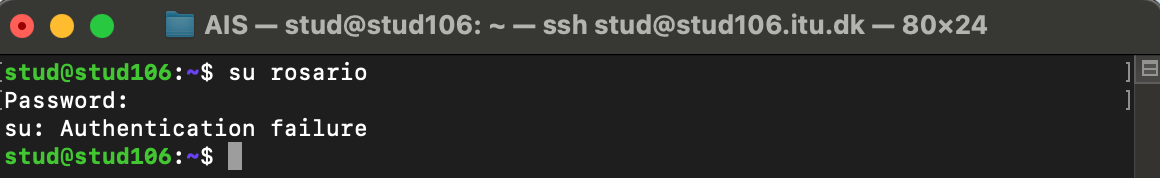 AIS — stud@stud106: ~ — ssh stud@stud106.itu.dk — 80×24
[stud@stud106:~$ su rosario ]
[Password: ]
su: Authentication failure
stud@stud106:~$